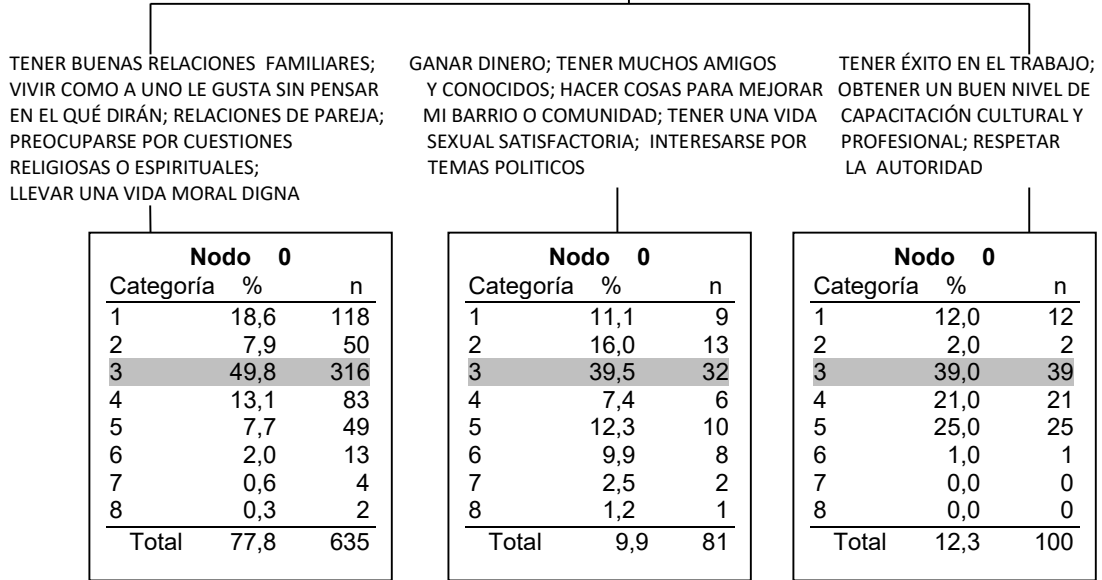 TENER BUENAS RELACIONES FAMILIARES;
VIVIR COMO A UNO LE GUSTA SIN PENSAR
EN EL QUÉ DIRÁN; RELACIONES DE PAREJA;
PREOCUPARSE POR CUESTIONES
RELIGIOSAS O ESPIRITUALES;
LLEVAR UNA VIDA MORAL DIGNA
GANAR DINERO; TENER MUCHOS AMIGOS
Y CONOCIDOS; HACER COSAS PARA MEJORAR
MI BARRIO O COMUNIDAD; TENER UNA VIDA
SEXUAL SATISFACTORIA; INTERESARSE POR
TEMAS POLITICOS
TENER ÉXITO EN EL TRABAJO;
OBTENER UN BUEN NIVEL DE
CAPACITACIÓN CULTURAL Y
PROFESIONAL; RESPETAR
LA AUTORIDAD
Nodo 0
Categoría % n
1 18,6 118
2 7,9 50
3 49,8 316
4 13,1 83
5 7,7 49
6 2,0 13
7 0,6 4
8 0,3 2
Total 77,8 635
Nodo 0
Categoría % n
1 11,1 9
2 16,0 13
3 39,5 32
4 7,4 6
5 12,3 10
6 9,9 8
7 2,5 2
8 1,2 1
Total 9,9 81
Nodo 0
Categoría % n
1 12,0 12
2 2,0 2
3 39,0 39
4 21,0 21
5 25,0 25
6 1,0 1
7 0,0 0
8 0,0 0
Total 12,3 100